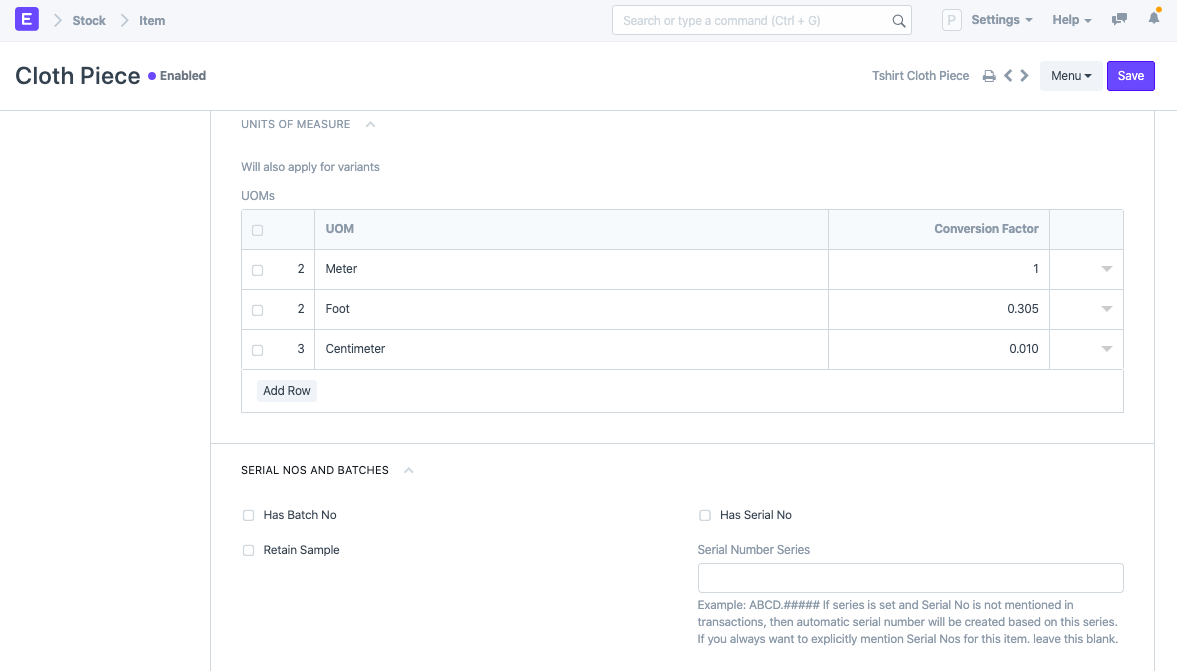 E Stock Item Search or type a command (Ctrl + G) P Settings Help
Cloth Piece Enabled Tshirt Cloth Piece Menu Save
UNITS OF MEASURE
Will also apply for variants
UOMs
UOM Conversion Factor
2 Meter 1
2 Foot 0.305
3 Centimeter 0.010
Add Row
SERIAL NOS AND BATCHES
Has Batch No Has Serial No
Retain Sample Serial Number Series
Example: ABCD.##### If series is set and Serial No is not mentioned in
transactions, then automatic serial number will be created based on this series.
If you always want to explicitly mention Serial Nos for this item. leave this blank.